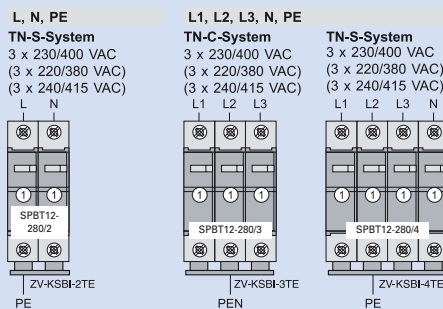 L, N, PE
TN-S-System
3 x 230/400 VAC
(3 x 220/380 VAC)
(3 x 240/415 VAC)
L N
1 1
SPBT12-
280/2
ZV-KSBI-2TE
PE
L1, L2, L3, N, PE
TN-C-System
3 x 230/400 VAC
(3 x 220/380 VAC)
(3 x 240/415 VAC)
L1 L2 L3
1 1 1
SPBT12-280/3
ZV-KSBI-3TE
PEN
TN-S-System
3 x 230/400 VAC
(3 x 220/380 VAC)
(3 x 240/415 VAC)
L1 L2 L3 N
1 1 1 1
SPBT12-280/4
ZV-KSBI-4TE
PE